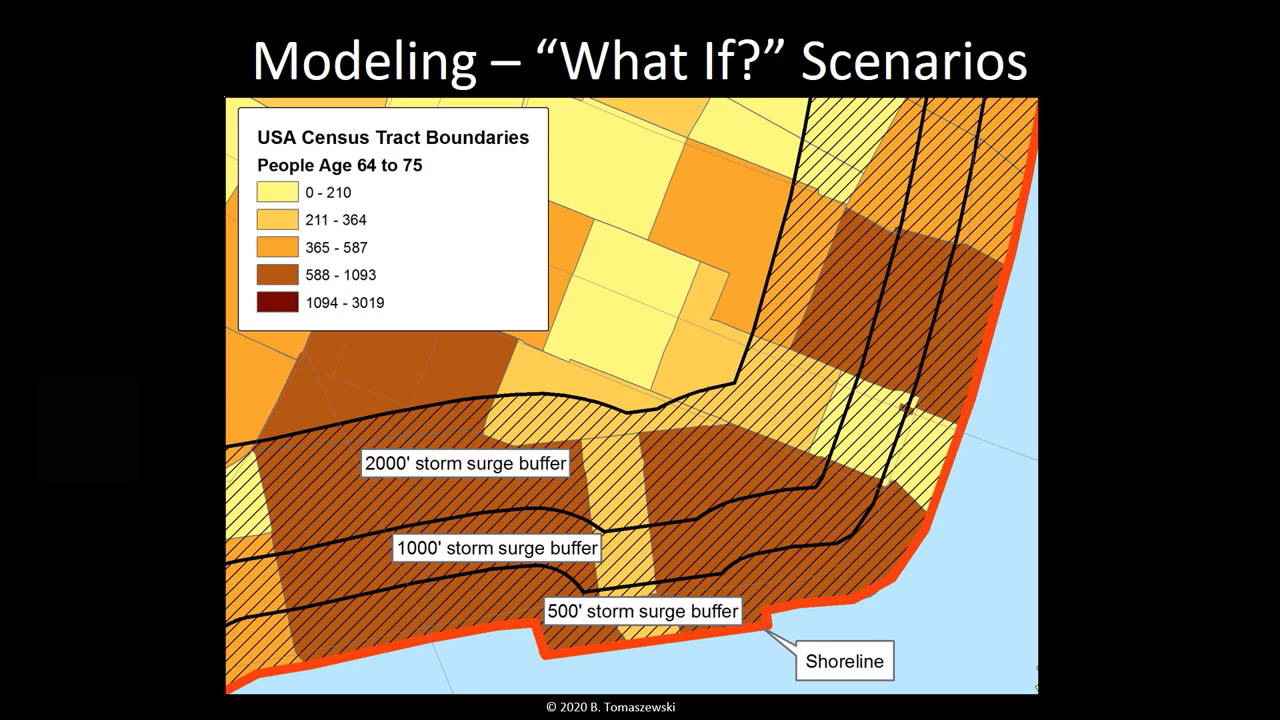 Modeling – “What If?” Scenarios
USA Census Tract Boundaries
People Age 64 to 75
0 - 210
211 - 364
365 - 587
588 - 1093
1094 - 3019
2000' storm surge buffer
1000' storm surge buffer
500' storm surge buffer
Shoreline
© 2020 B. Tomaszewski